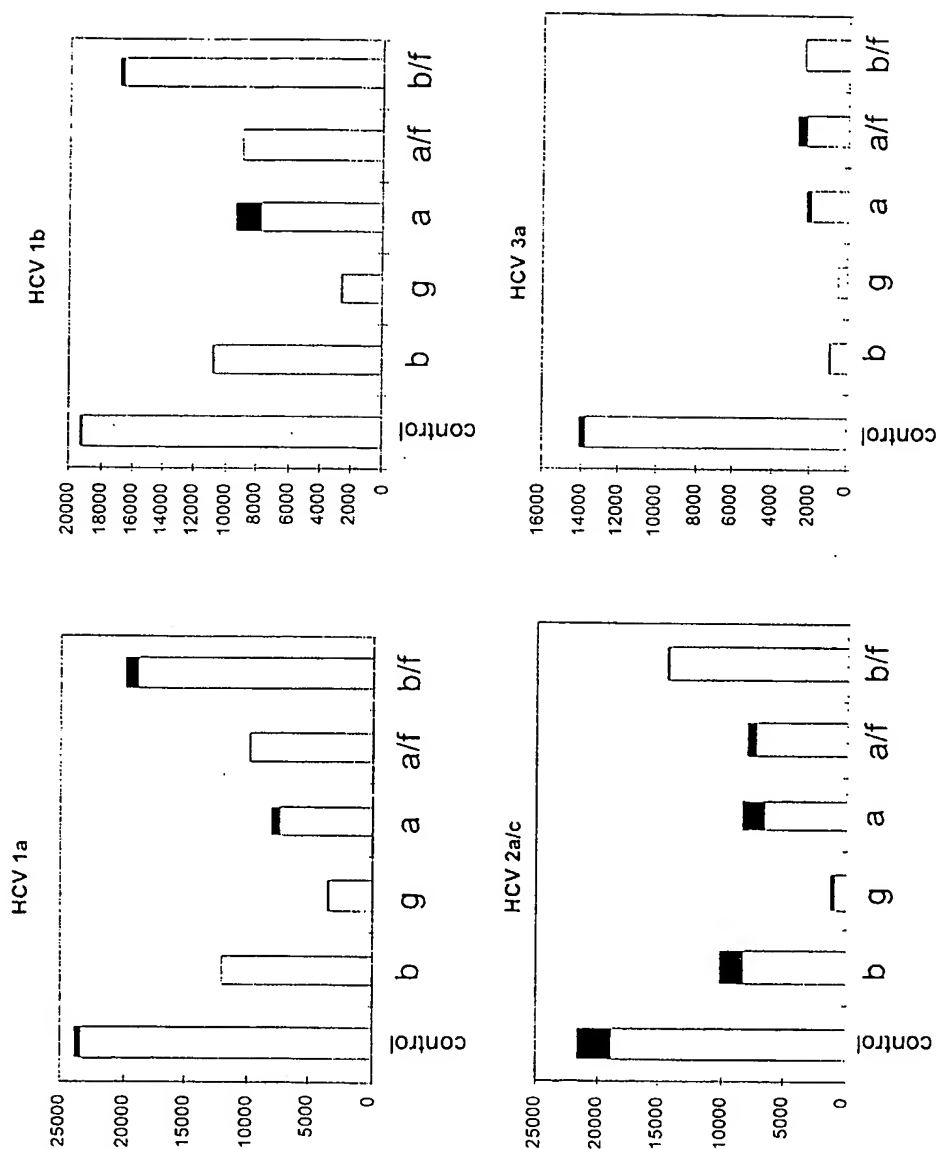 HCV 1a
25000
20000
15000
10000
5000
0
control
b
g
a
a/f
b/f
HCV 1b
20000
18000
16000
14000
12000
10000
8000
6000
4000
2000
0
control
b
g
a
a/f
b/f
HCV 2a/c
25000
20000
15000
10000
5000
0
control
b
g
a
a/f
b/f
HCV 3a
16000
14000
12000
10000
8000
6000
4000
2000
0
control
b
g
a
a/f
b/f